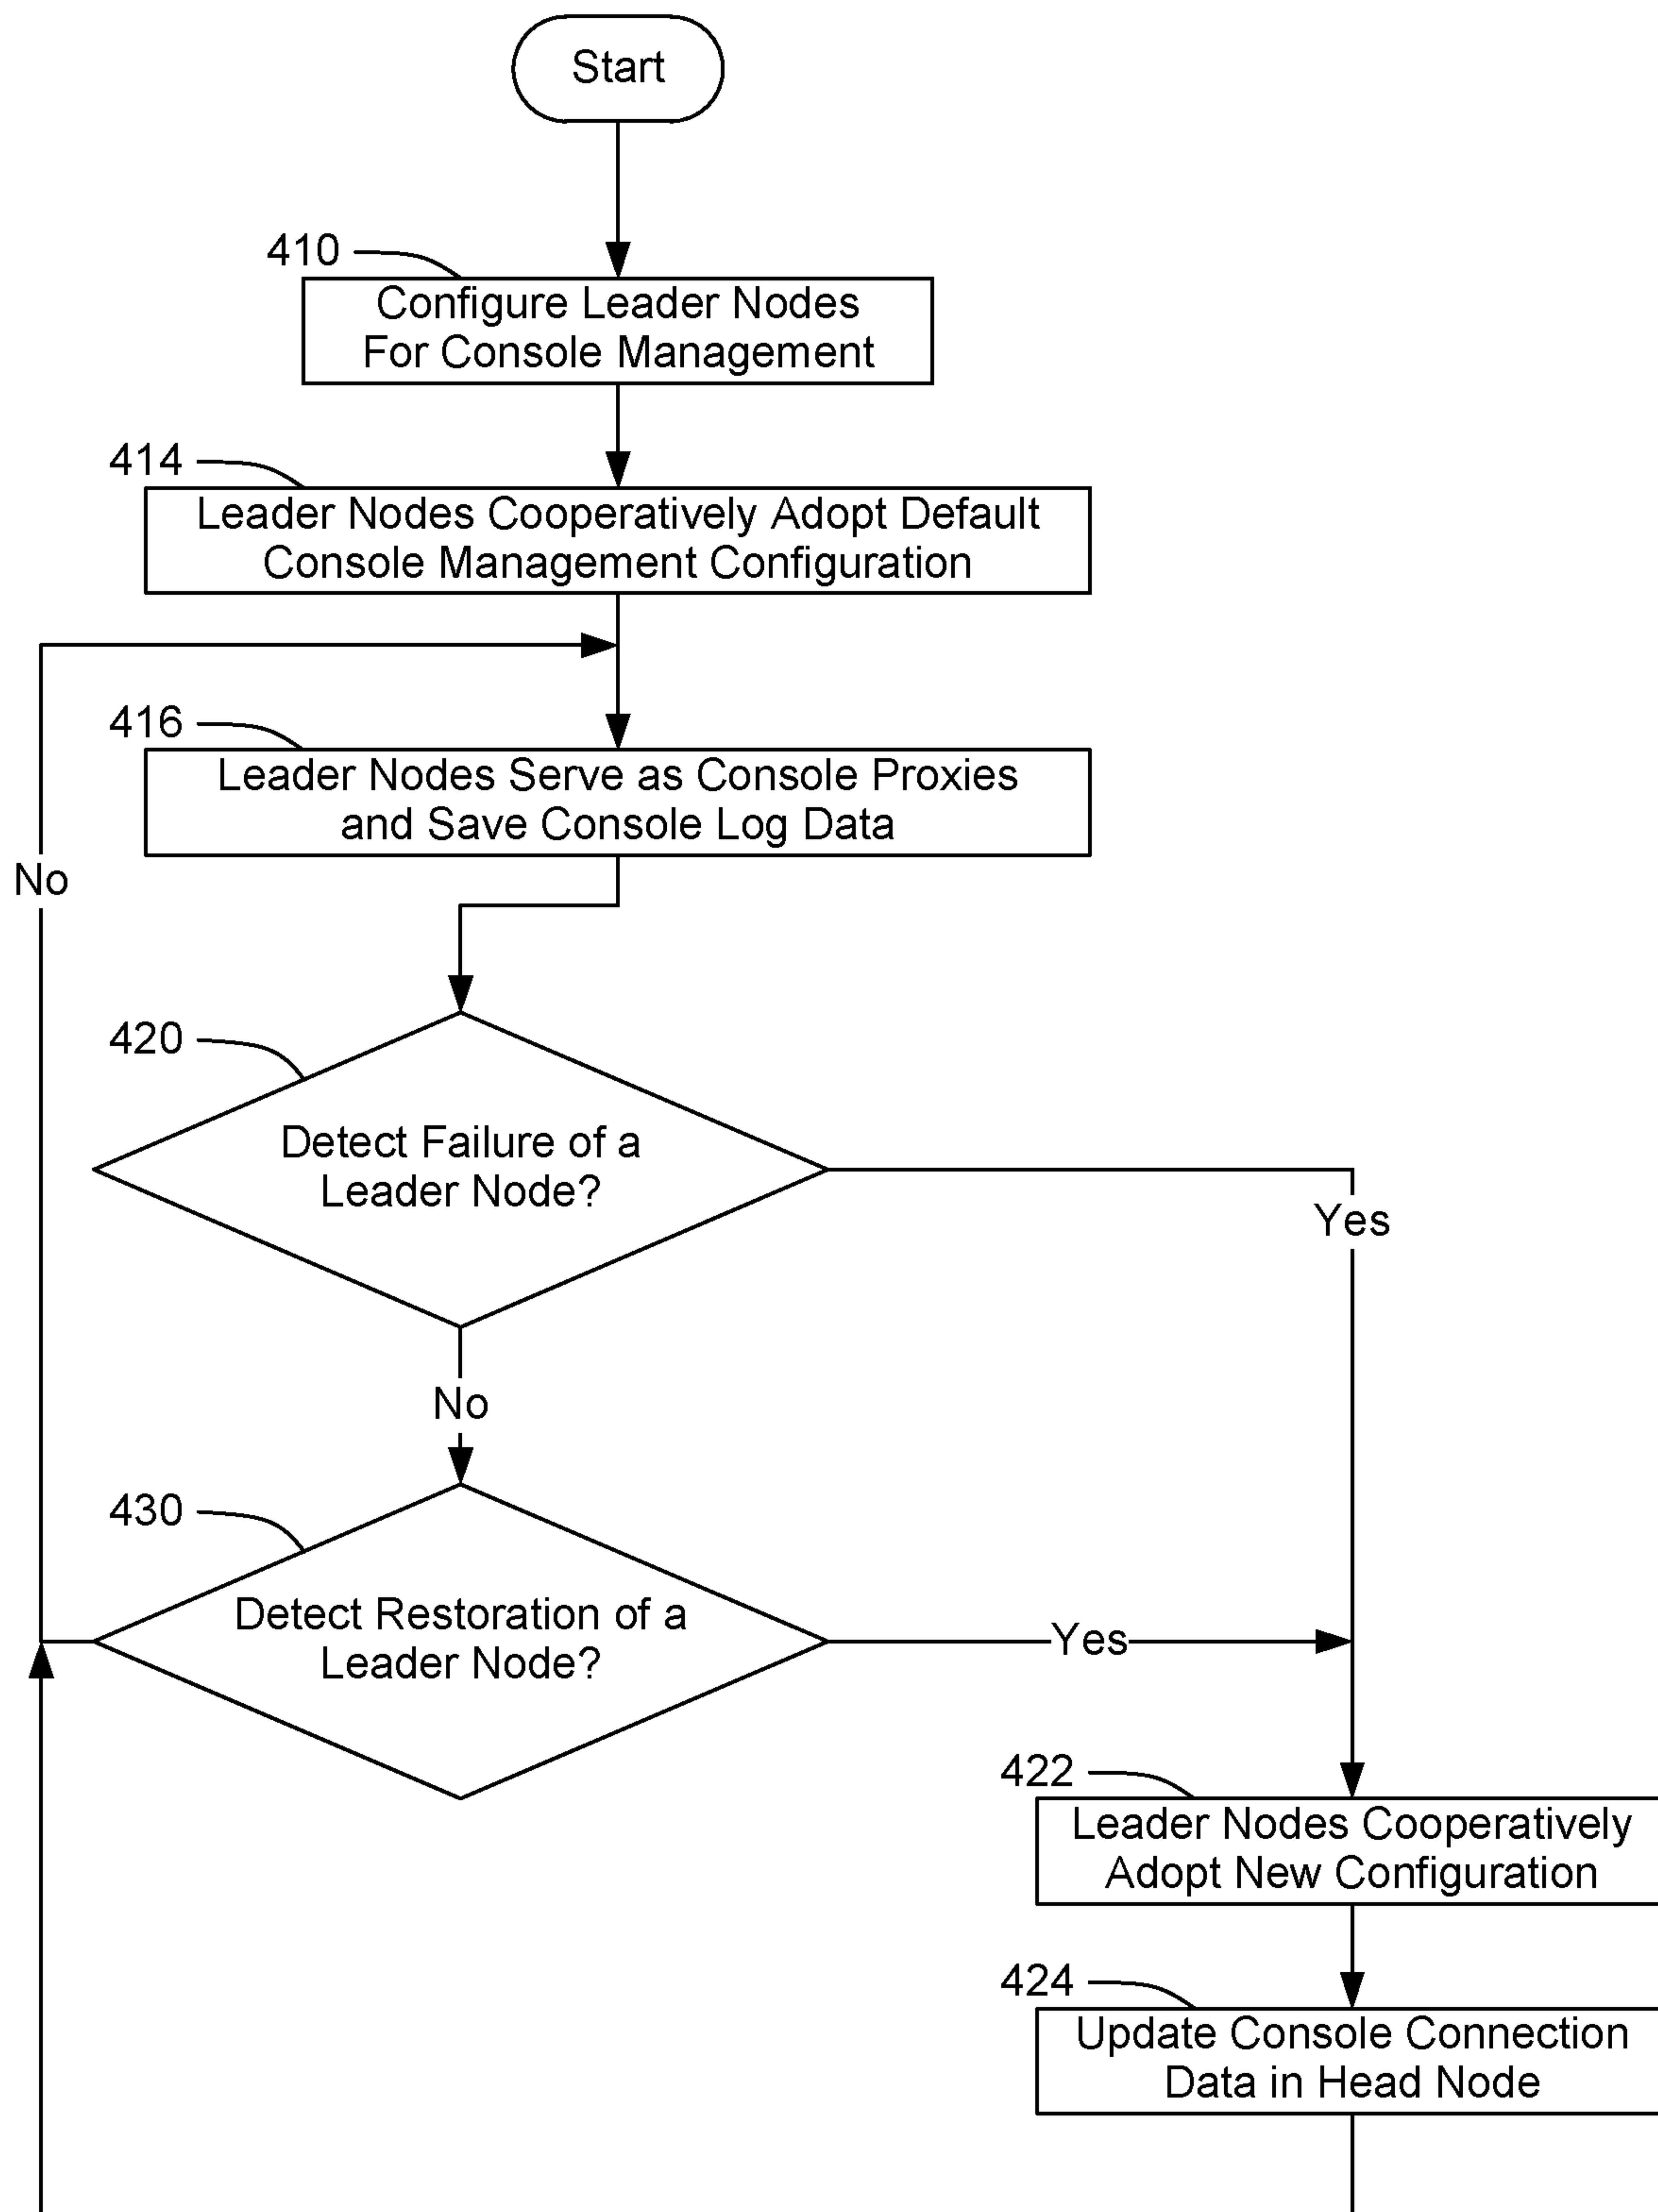 Start
410
Configure Leader Nodes
For Console Management
414
Leader Nodes Cooperatively Adopt Default
Console Management Configuration
416
Leader Nodes Serve as Console Proxies
and Save Console Log Data
No
420
Detect Failure of a
Leader Node?
Yes
No
430
Detect Restoration of a
Leader Node?
Yes
422
Leader Nodes Cooperatively
Adopt New Configuration
424
Update Console Connection
Data in Head Node